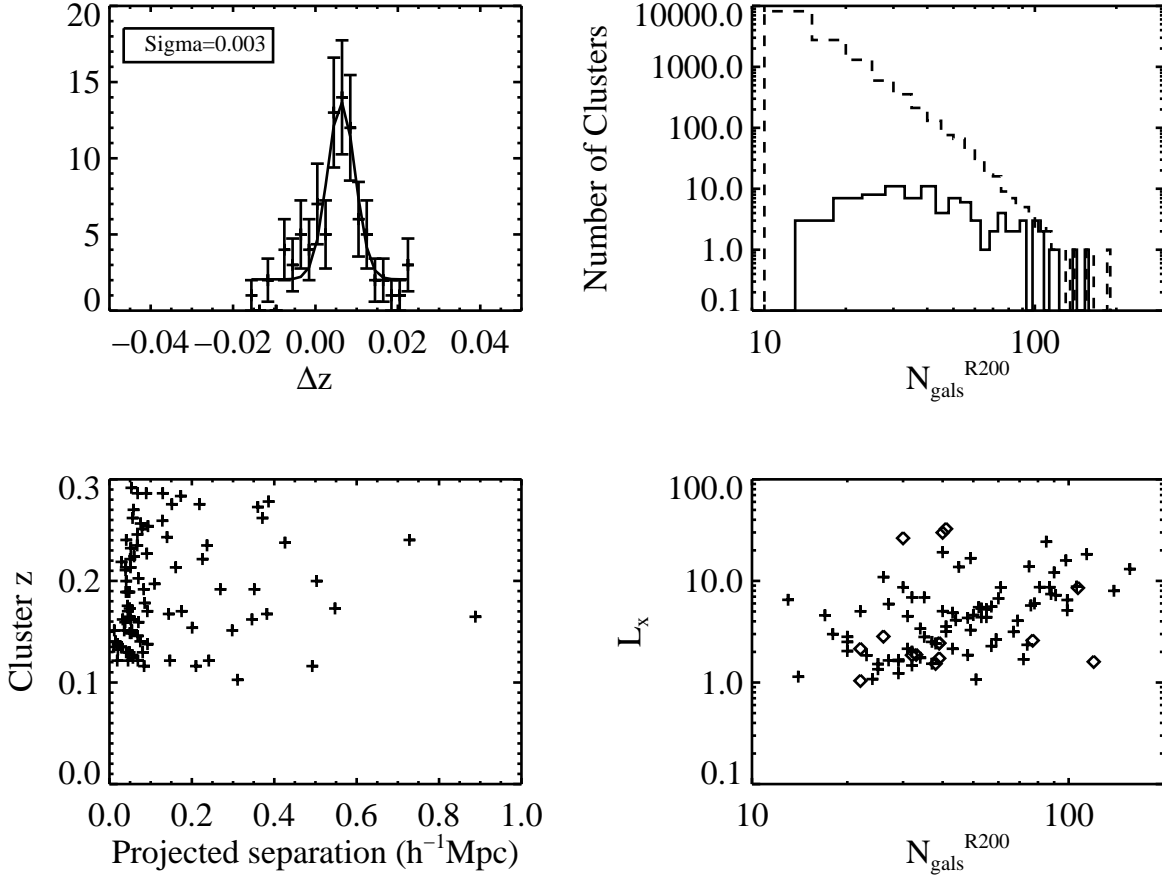 20
15
10
5
0
Sigma=0.003
−0.04 −0.02 0.00 0.02 0.04
Δz
10000.0
1000.0
100.0
10.0
1.0
0.1
Number of Clusters
10 100
N_gals^R200
0.3
0.2
0.1
0.0
Cluster z
0.0 0.2 0.4 0.6 0.8 1.0
Projected separation (h⁻¹Mpc)
100.0
10.0
1.0
0.1
L_x
10 100
N_gals^R200